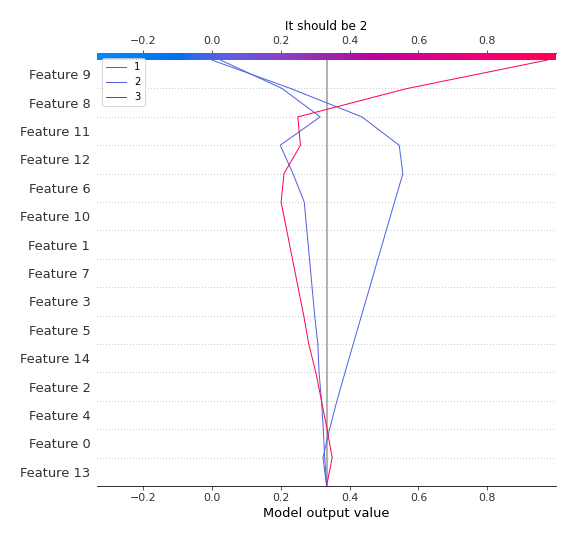 It should be 2
−0.2 0.0 0.2 0.4 0.6 0.8
1
2
3
Feature 9
Feature 8
Feature 11
Feature 12
Feature 6
Feature 10
Feature 1
Feature 7
Feature 3
Feature 5
Feature 14
Feature 2
Feature 4
Feature 0
Feature 13
−0.2 0.0 0.2 0.4 0.6 0.8
Model output value